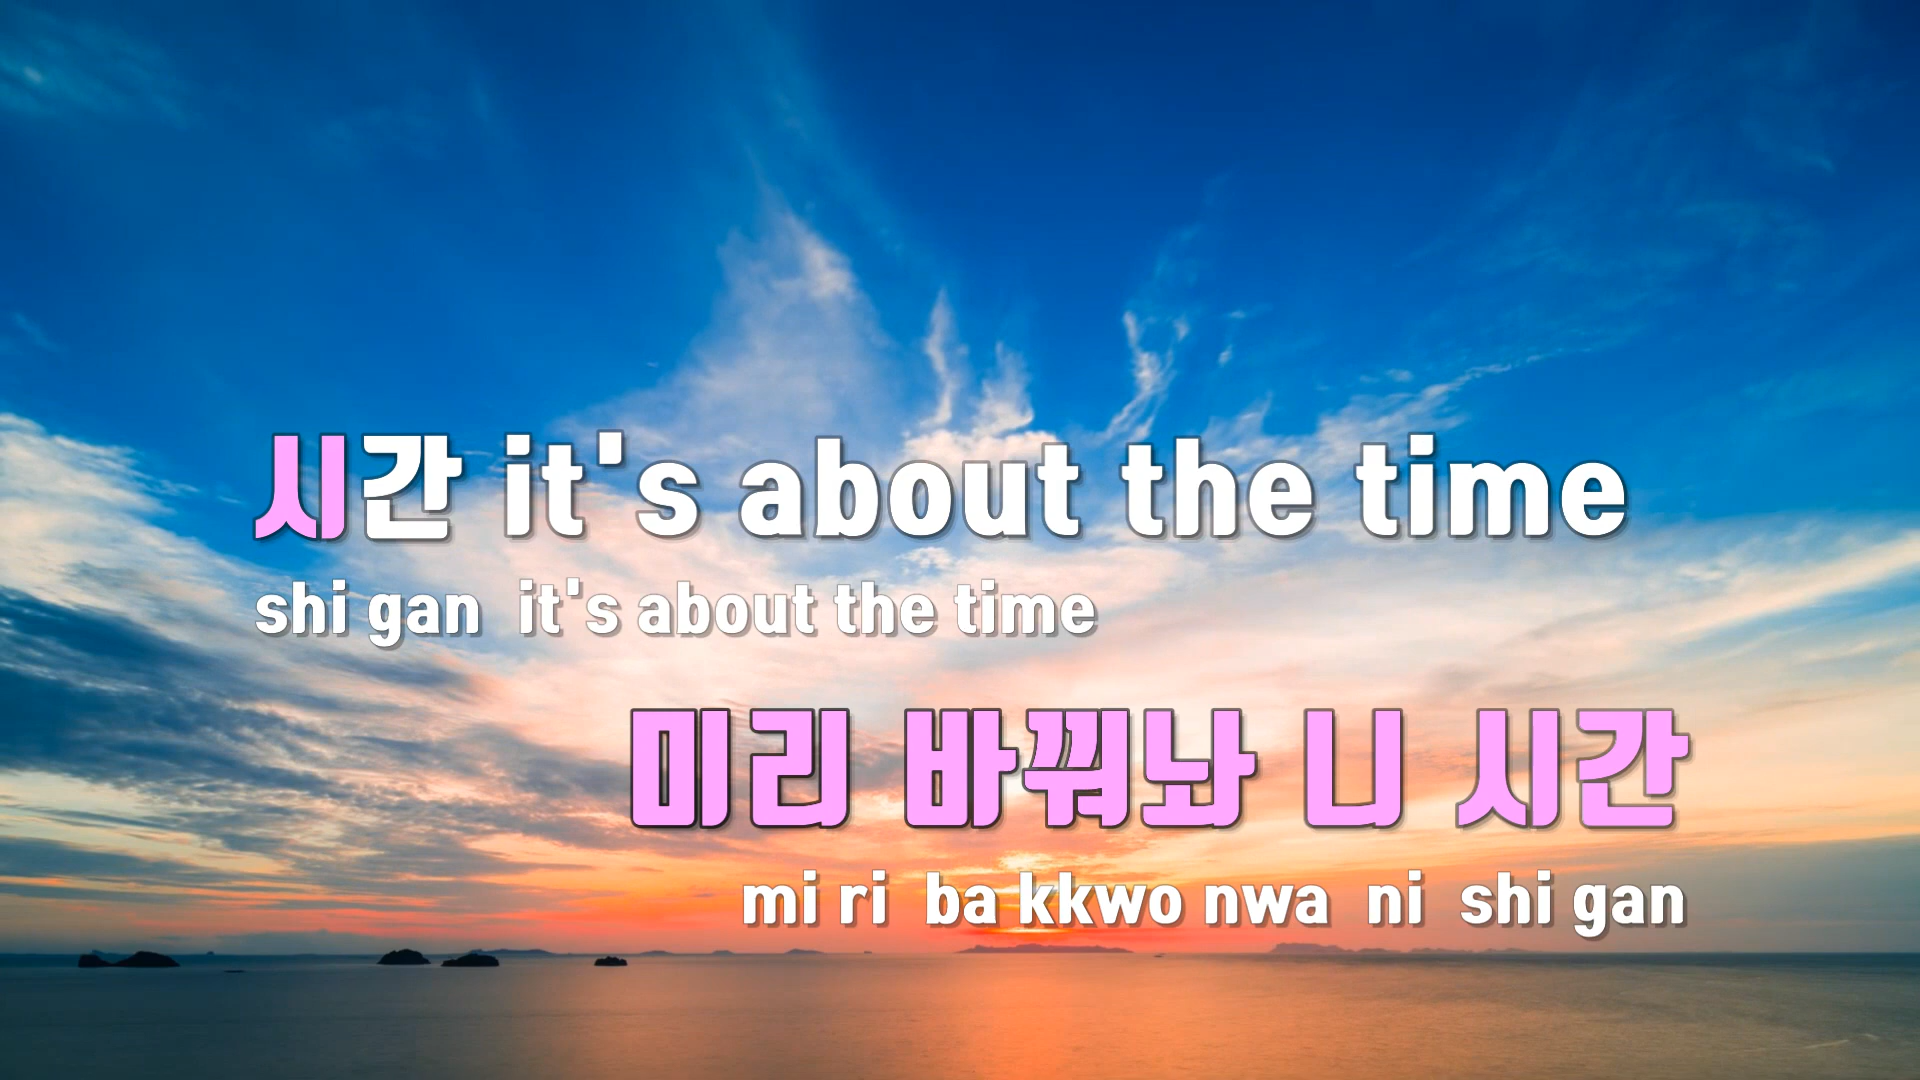 시간 it's about the time
shi gan it's about the time
미리 바꿔놔 니 시간
mi ri ba kkwo nwa ni shi gan